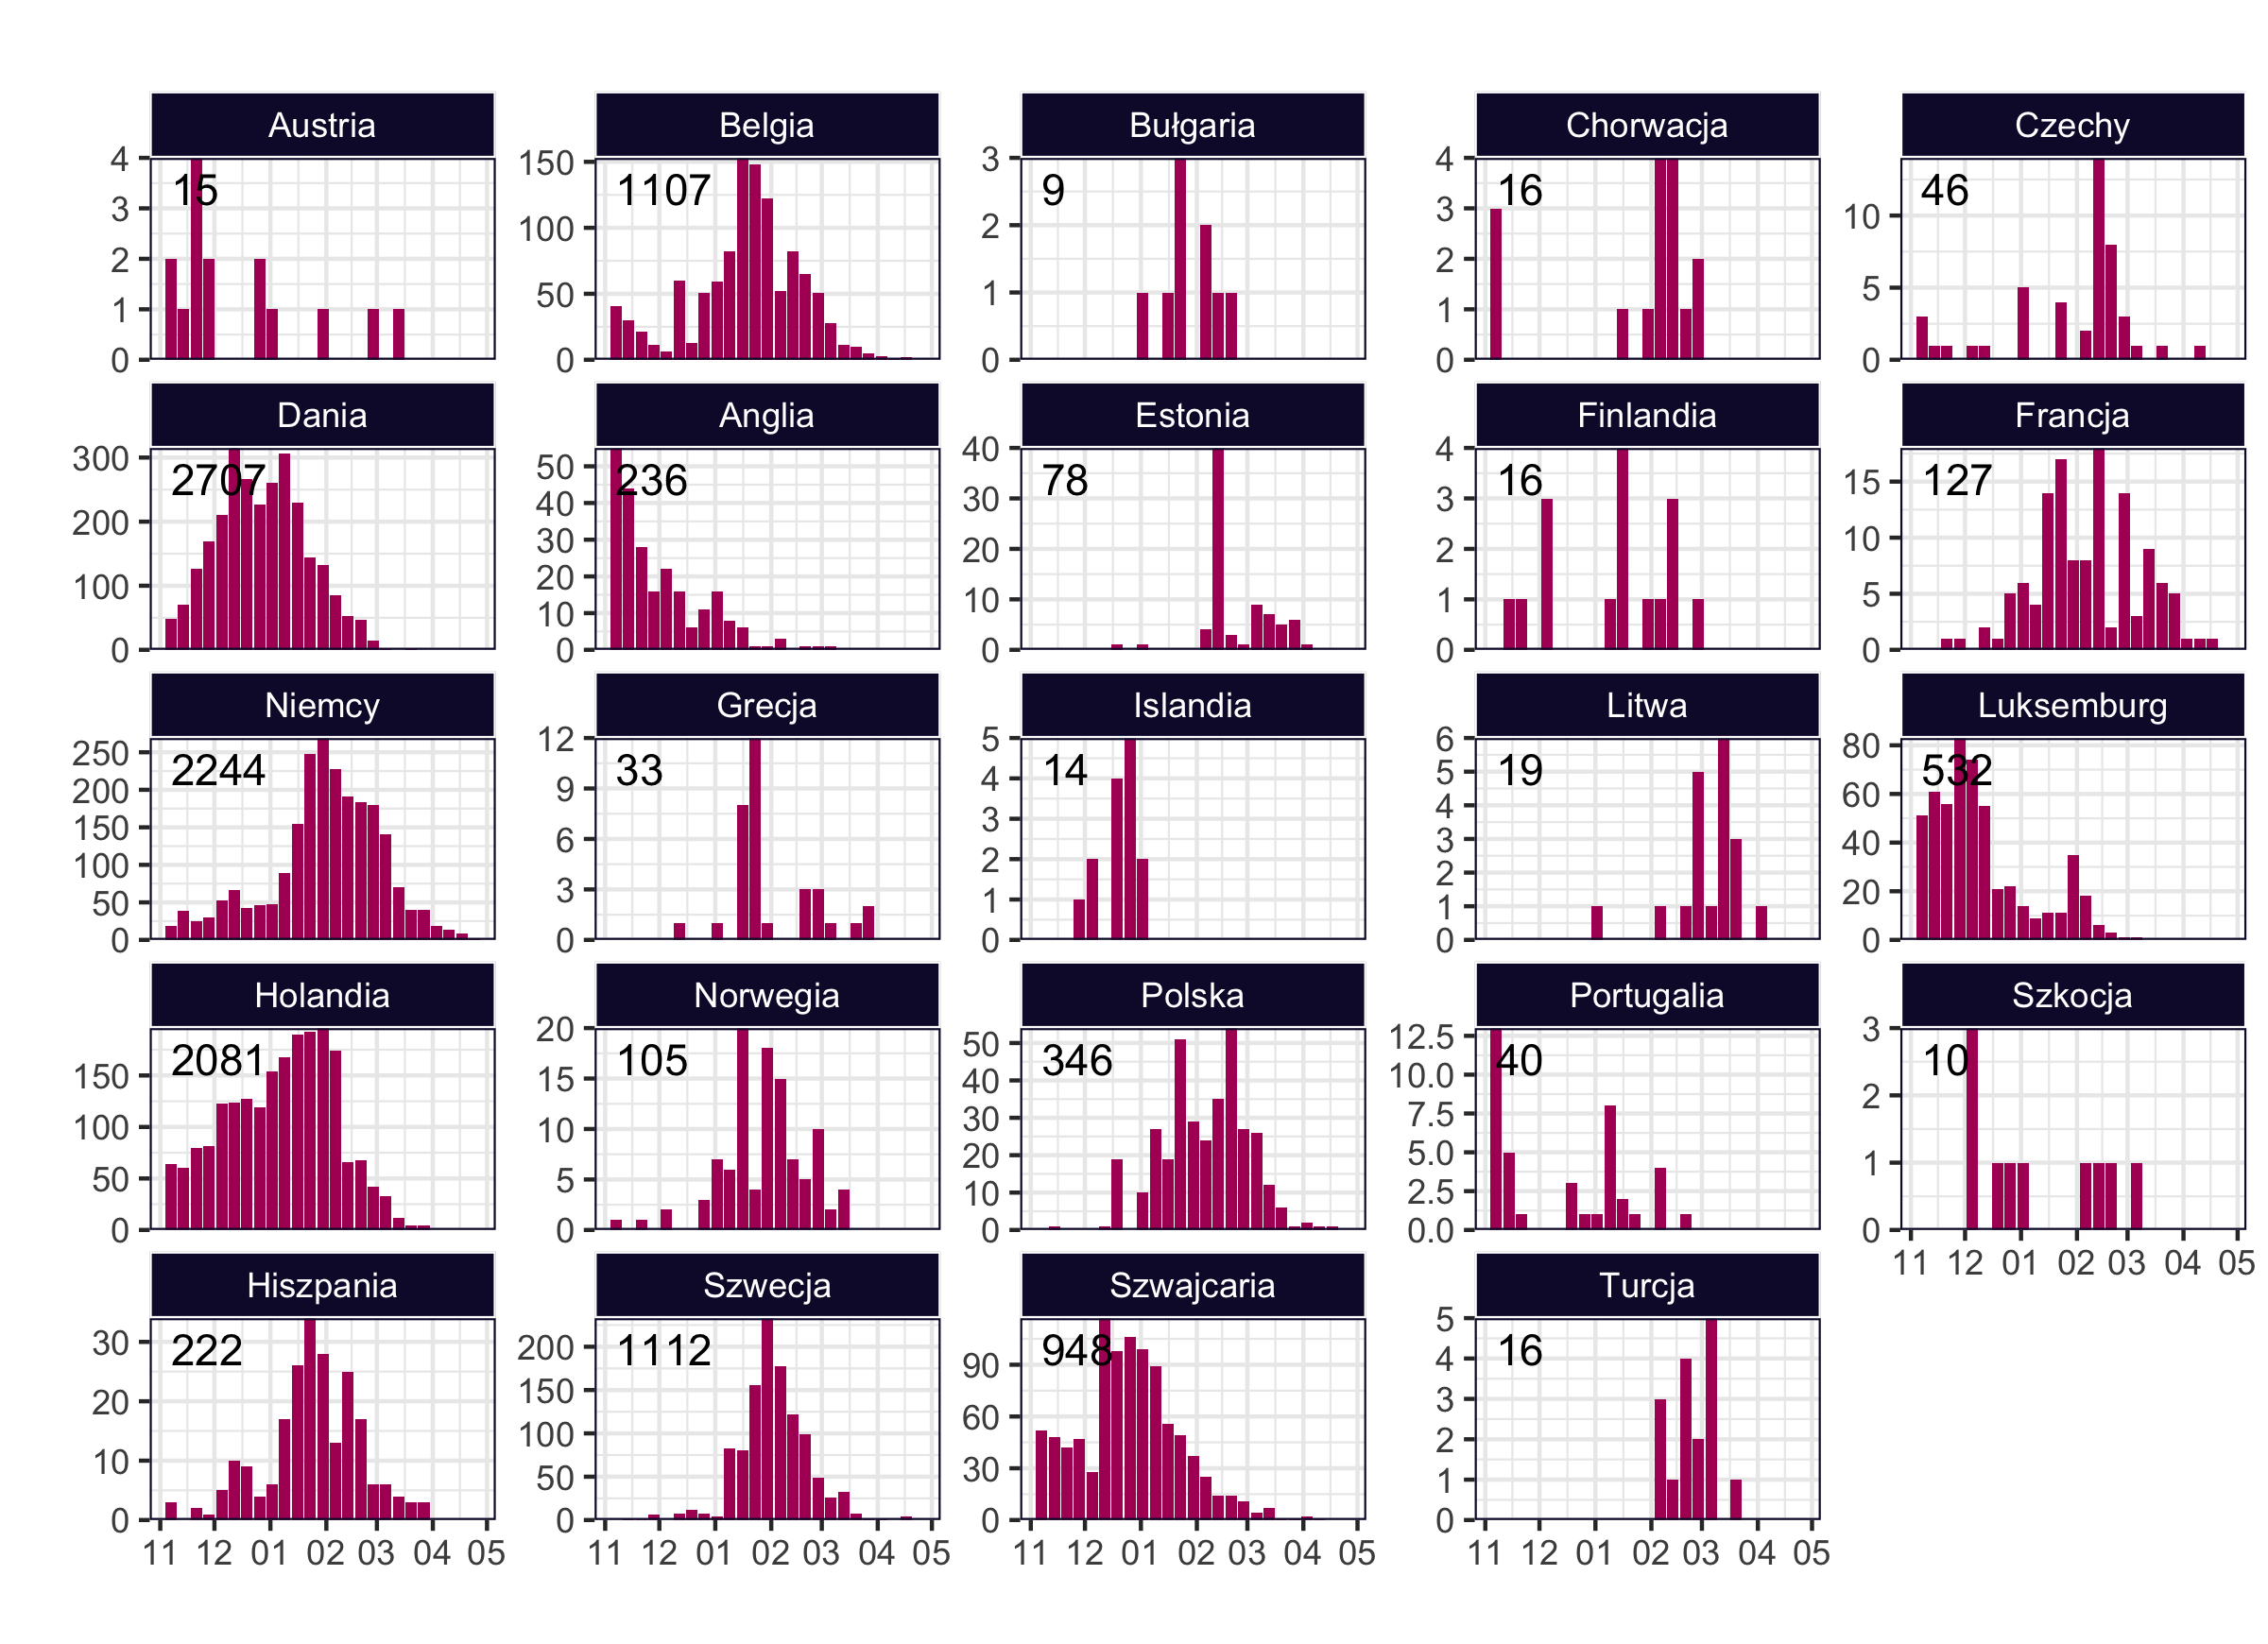 Austria Belgia Bułgaria Chorwacja Czechy
4 3 2 1 0 15
150 100 50 0 1107
3 2 1 0 9
4 3 2 1 0 16
10 5 0 46
Dania Anglia Estonia Finlandia Francja
300 200 100 0 2707
50 40 30 20 10 0 236
40 30 20 10 0 78
4 3 2 1 0 16
15 10 5 0 127
Niemcy Grecja Islandia Litwa Luksemburg
250 200 150 100 50 0 2244
12 9 6 3 0 33
5 4 3 2 1 0 14
6 5 4 3 2 1 0 19
80 60 40 20 0 532
Holandia Norwegia Polska Portugalia Szkocja
150 100 50 0 2081
20 15 10 5 0 105
50 40 30 20 10 0 346
12.5 10.0 7.5 5.0 2.5 0.0 40
3 2 1 0 10
11 12 01 02 03 04 05
Hiszpania Szwecja Szwajcaria Turcja
30 20 10 0 222
200 150 100 50 0 1112
90 60 30 0 948
5 4 3 2 1 0 16
11 12 01 02 03 04 05
11 12 01 02 03 04 05
11 12 01 02 03 04 05
11 12 01 02 03 04 05